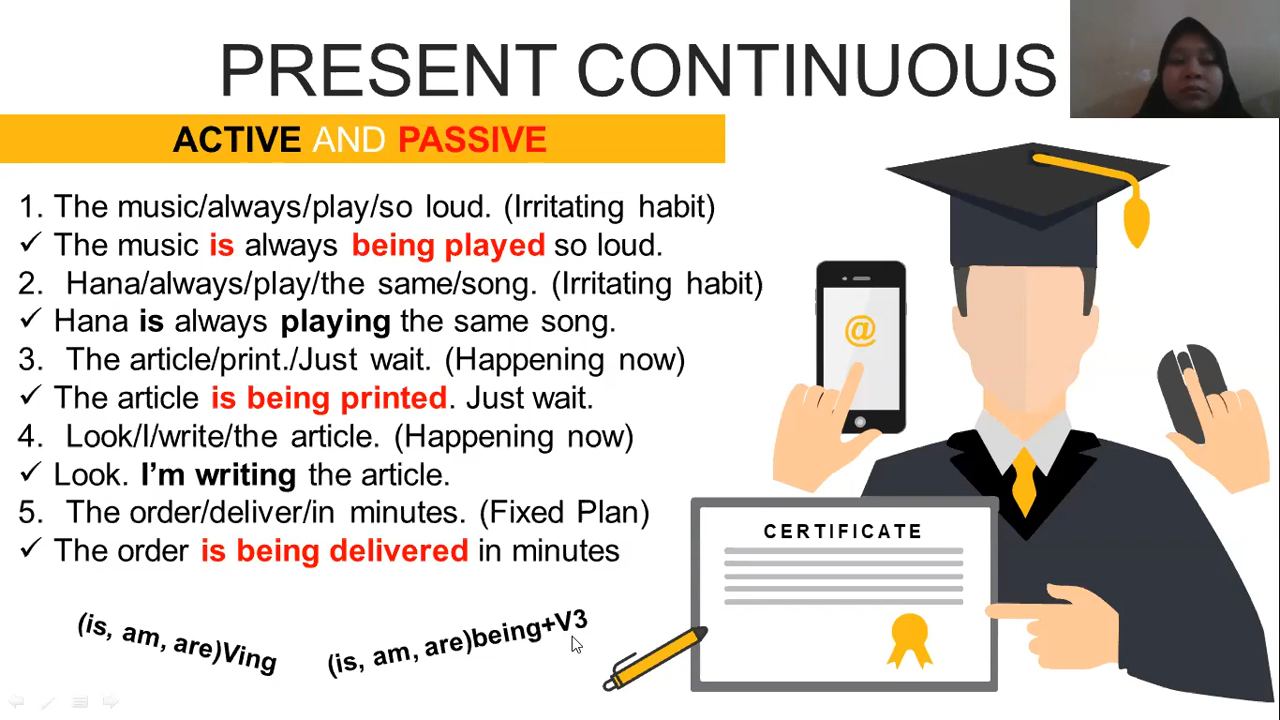 PRESENT CONTINUOUS
ACTIVE AND PASSIVE
1. The music/always/play/so loud. (Irritating habit)
✓ The music is always being played so loud.
2. Hana/always/play/the same/song. (Irritating habit)
✓ Hana is always playing the same song.
3. The article/print./Just wait. (Happening now)
✓ The article is being printed. Just wait.
4. Look/I/write/the article. (Happening now)
✓ Look. I’m writing the article.
5. The order/deliver/in minutes. (Fixed Plan)
✓ The order is being delivered in minutes
(is, am, are)Ving
(is, am, are)being+V3
@
CERTIFICATE